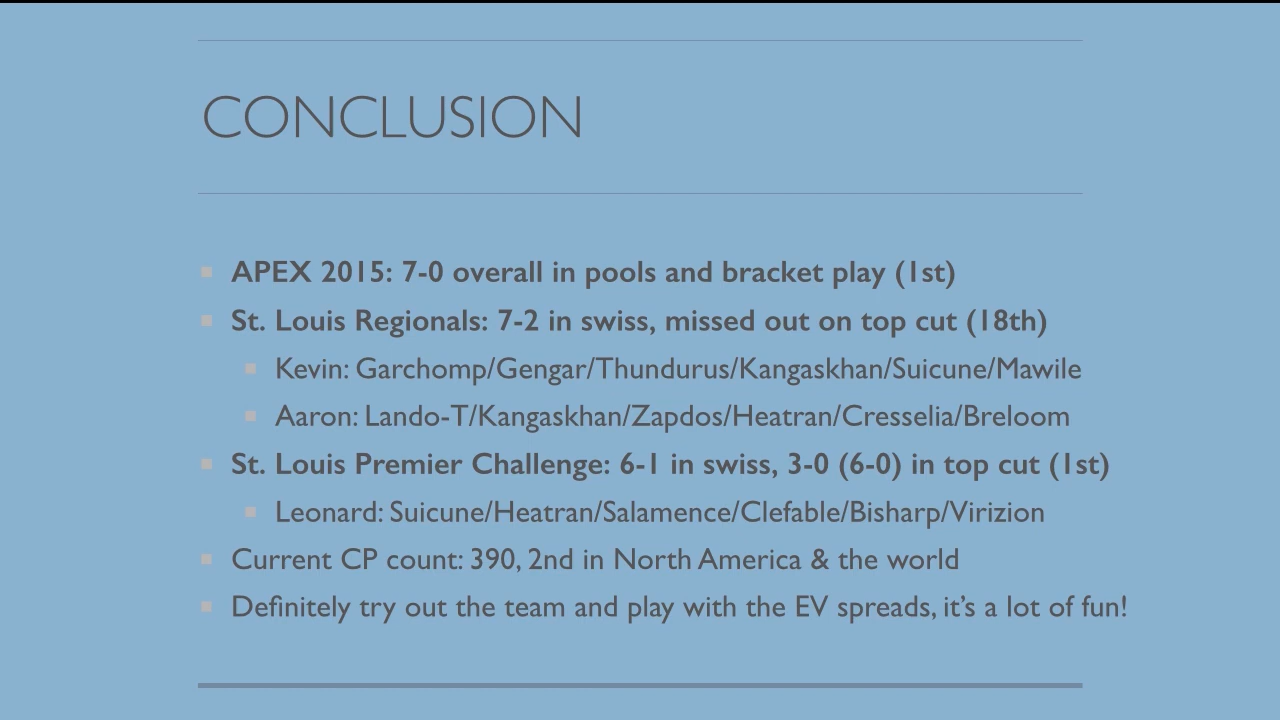 CONCLUSION
APEX 2015: 7-0 overall in pools and bracket play (1st)
St. Louis Regionals: 7-2 in swiss, missed out on top cut (18th)
Kevin: Garchomp/Gengar/Thundurus/Kangaskhan/Suicune/Mawile
Aaron: Lando-T/Kangaskhan/Zapdos/Heatran/Cresselia/Breloom
St. Louis Premier Challenge: 6-1 in swiss, 3-0 (6-0) in top cut (1st)
Leonard: Suicune/Heatran/Salamence/Clefable/Bisharp/Virizion
Current CP count: 390, 2nd in North America & the world
Definitely try out the team and play with the EV spreads, it’s a lot of fun!